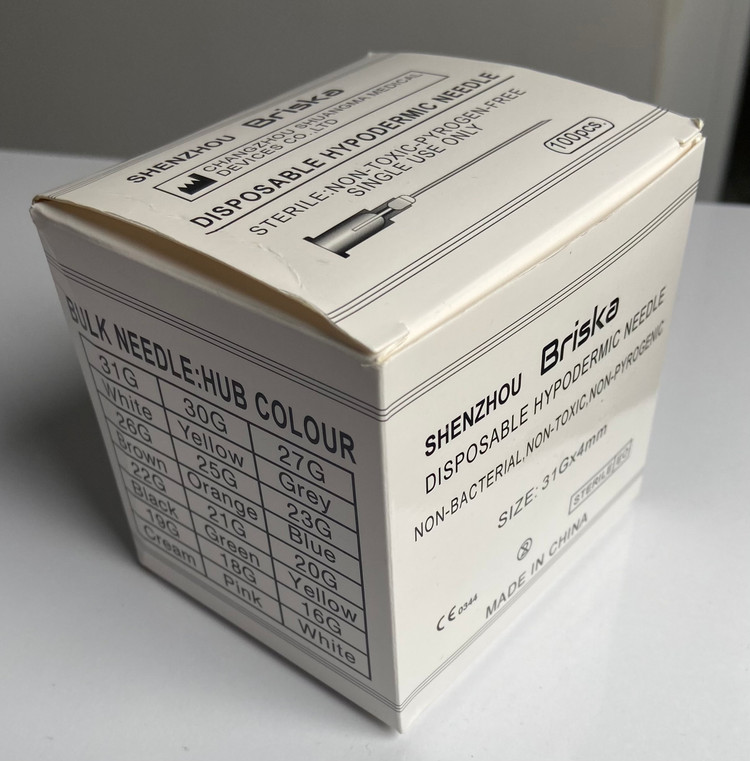 SHENZHOU Briska
CHANGZHOU SHUANGMA MEDICAL
DEVICES CO.,LTD
DISPOSABLE HYPODERMIC NEEDLE
STERILE·NON-TOXIC·PYROGEN-FREE
SINGLE USE ONLY
100pcs.
BULK NEEDLE:HUB COLOUR
31G 30G 27G
White Yellow Grey
26G 25G 23G
Brown Orange Blue
22G 21G 20G
Black Green Yellow
19G 18G 16G
Cream Pink White
SHENZHOU Briska
DISPOSABLE HYPODERMIC NEEDLE
NON-BACTERIAL,NON-TOXIC,NON-PYROGENIC
SIZE: 31Gx4mm
STERILE EO
2
CE0344
MADE IN CHINA